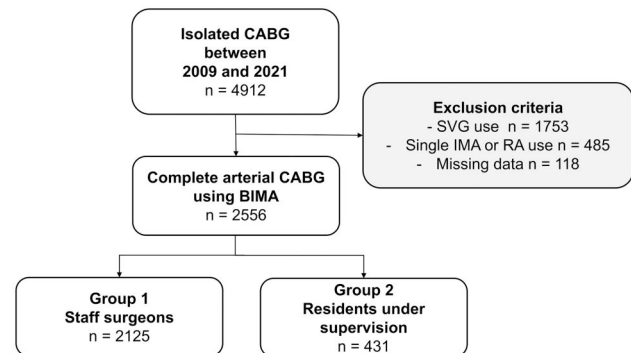 Isolated CABG
between
2009 and 2021
n = 4912
Exclusion criteria
- SVG use n = 1753
- Single IMA or RA use n = 485
- Missing data n = 118
Complete arterial CABG
using BIMA
n = 2556
Group 1
Staff surgeons
n = 2125
Group 2
Residents under
supervision
n = 431